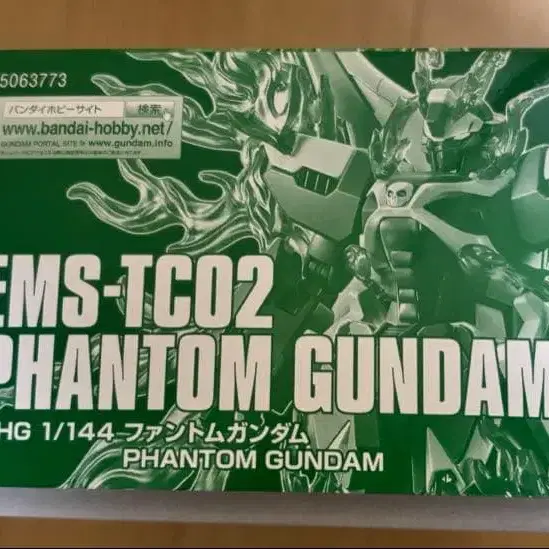 5063773
バンダイホビーサイト 検索
www.bandai-hobby.net/
GUNDAM PORTAL SITE www.gundam.info
EMS-TC02
PHANTOM GUNDAM
HG 1/144 ファントムガンダム
PHANTOM GUNDAM